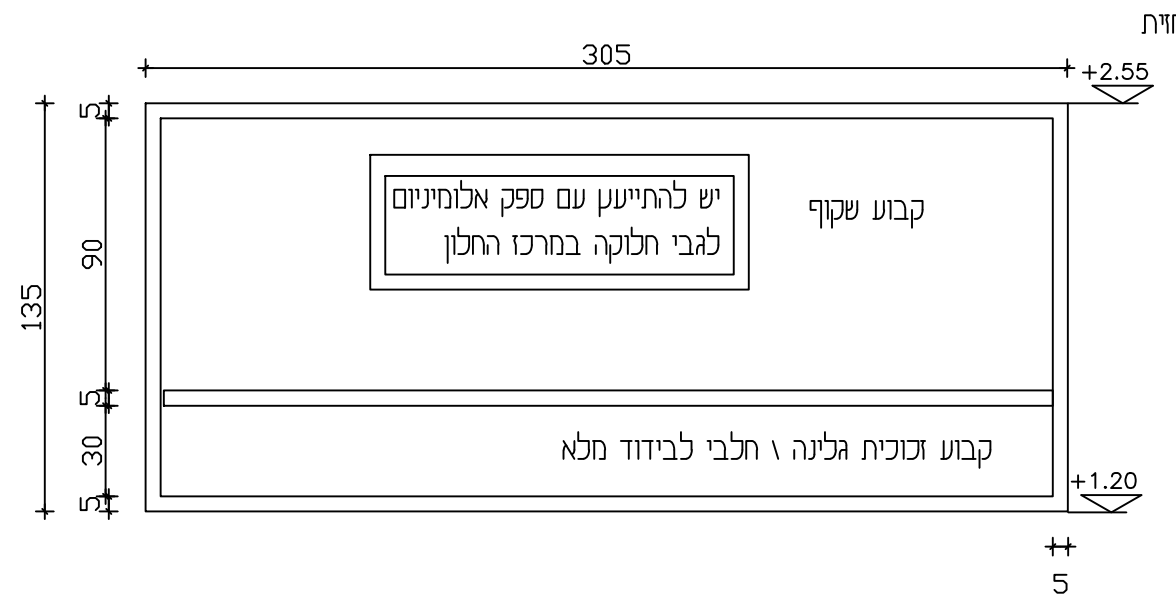 305
+2.55
5
יש להתייעץ עם ספק אלומיניום
לגבי חלוקה במרכז החלון
קבוע שקוף
90
135
5
קבוע זכוכית גלינה \ חלבי לבידוד מלא
30
+1.20
5
5